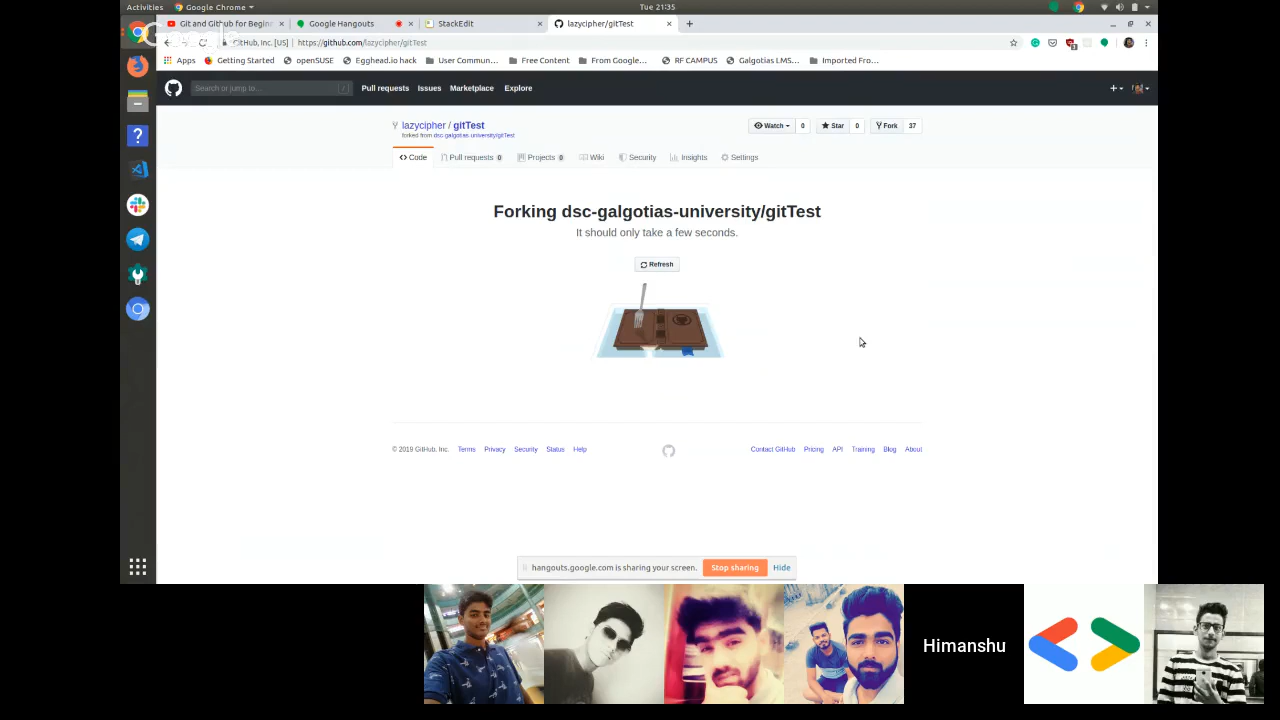 Activities Google Chrome Tue 21:35
Git and Github for Beginn Google Hangouts StackEdit lazycipher/gitTest
GitHub, Inc. [US] https://github.com/lazycipher/gitTest
Apps Getting Started openSUSE Egghead.io hack User Commun... Free Content From Google... RF CAMPUS Galgotias LMS... Imported Fro...
Search or jump to... / Pull requests Issues Marketplace Explore
lazycipher / gitTest Watch 0 Star 0 Fork 37
forked from dsc-galgotias-university/gitTest
Code Pull requests 0 Projects 0 Wiki Security Insights Settings
Forking dsc-galgotias-university/gitTest
It should only take a few seconds.
Refresh
© 2019 GitHub, Inc. Terms Privacy Security Status Help Contact GitHub Pricing API Training Blog About
hangouts.google.com is sharing your screen. Stop sharing Hide
Himanshu